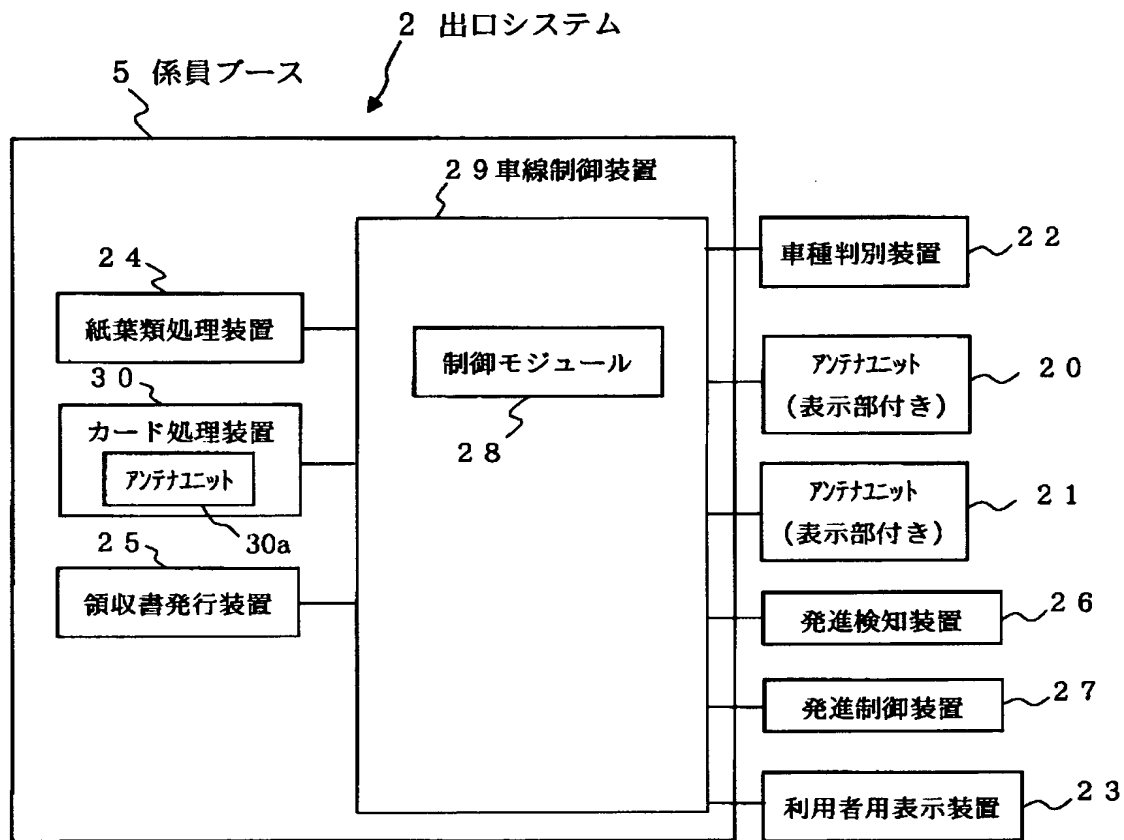 ２ 出口システム
５ 係員ブース
２９車線制御装置
２４
紙葉類処理装置
３０
カード処理装置
アンテナユニット
30a
２５
領収書発行装置
制御モジュール
２８
車種判別装置
２２
アンテナユニット
（表示部付き）
２０
アンテナユニット
（表示部付き）
２１
発進検知装置
２６
発進制御装置
２７
利用者用表示装置
２３